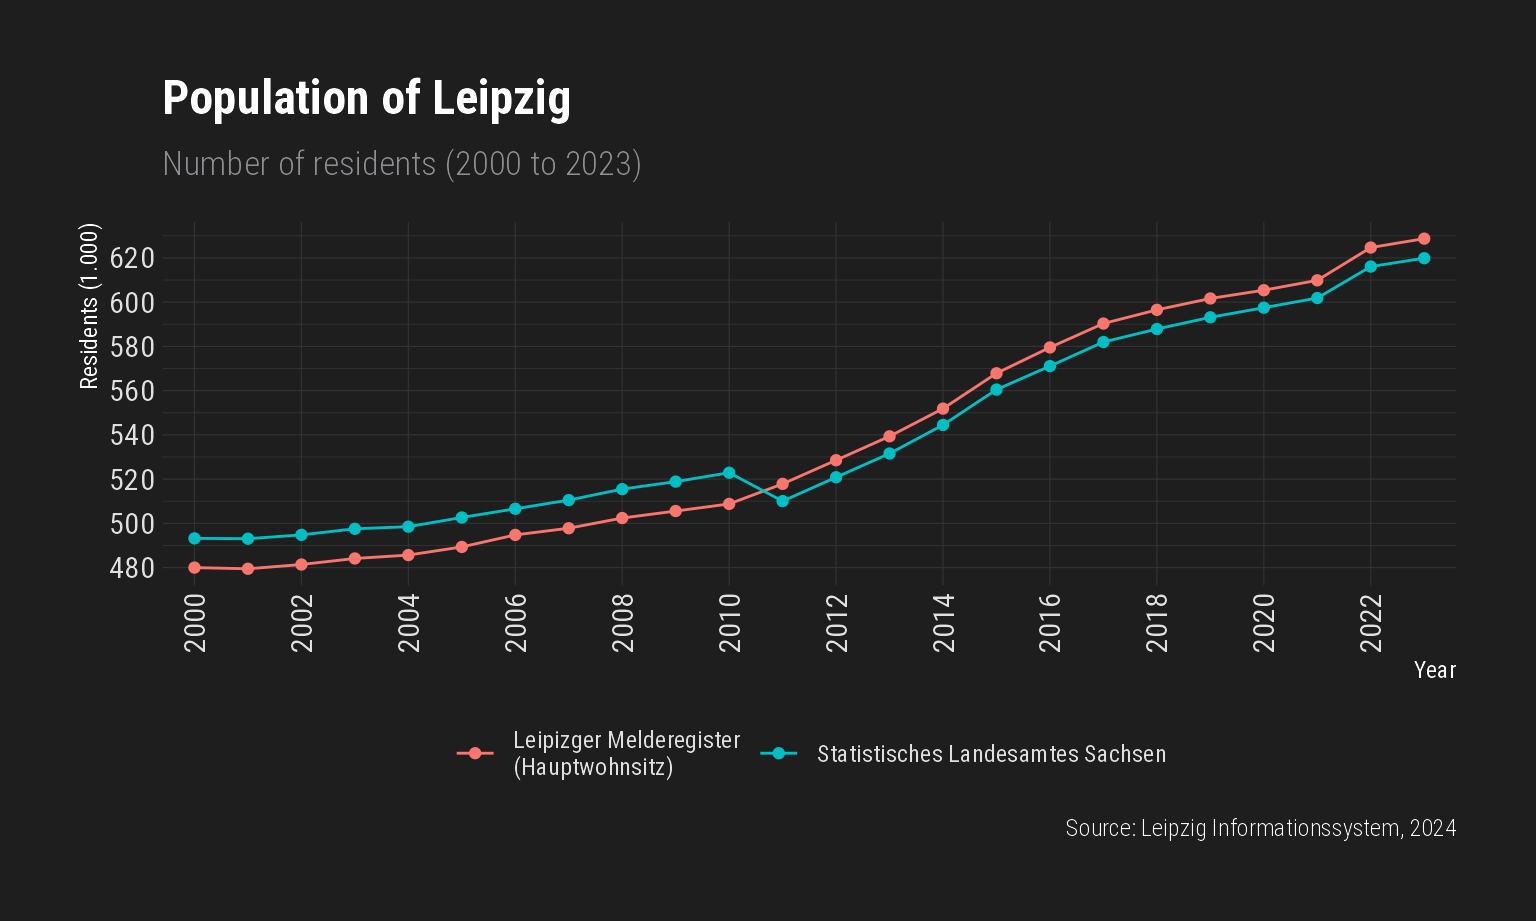 Population of Leipzig
Number of residents (2000 to 2023)
Residents (1.000)
620
600
580
560
540
520
500
480
2000
2002
2004
2006
2008
2010
2012
2014
2016
2018
2020
2022
Year
Leipizger Melderegister
(Hauptwohnsitz)
Statistisches Landesamtes Sachsen
Source: Leipzig Informationssystem, 2024